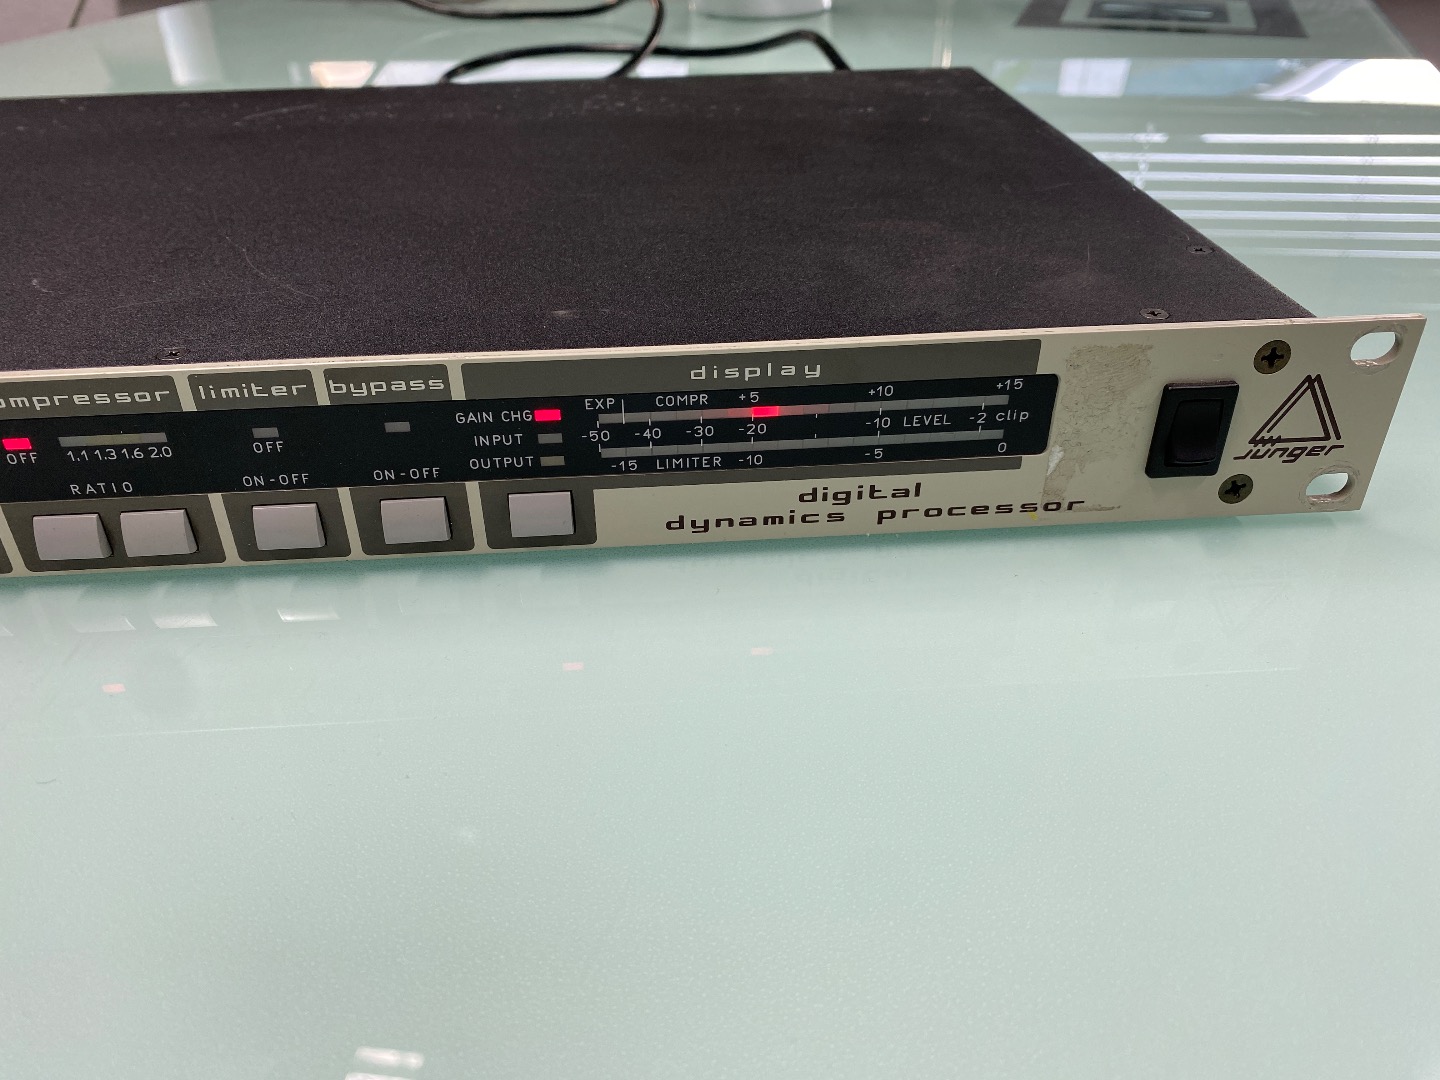 ompressor limiter bypass display
OFF
1.1 1.3 1.6 2.0
RATIO
OFF
ON-OFF
ON-OFF
GAIN CHG
INPUT
OUTPUT
EXP COMPR +5 +10 +15
-50 -40 -30 -20 -10 LEVEL -2 clip
-15 LIMITER -10 -5 0
digital
dynamics processor
Jünger